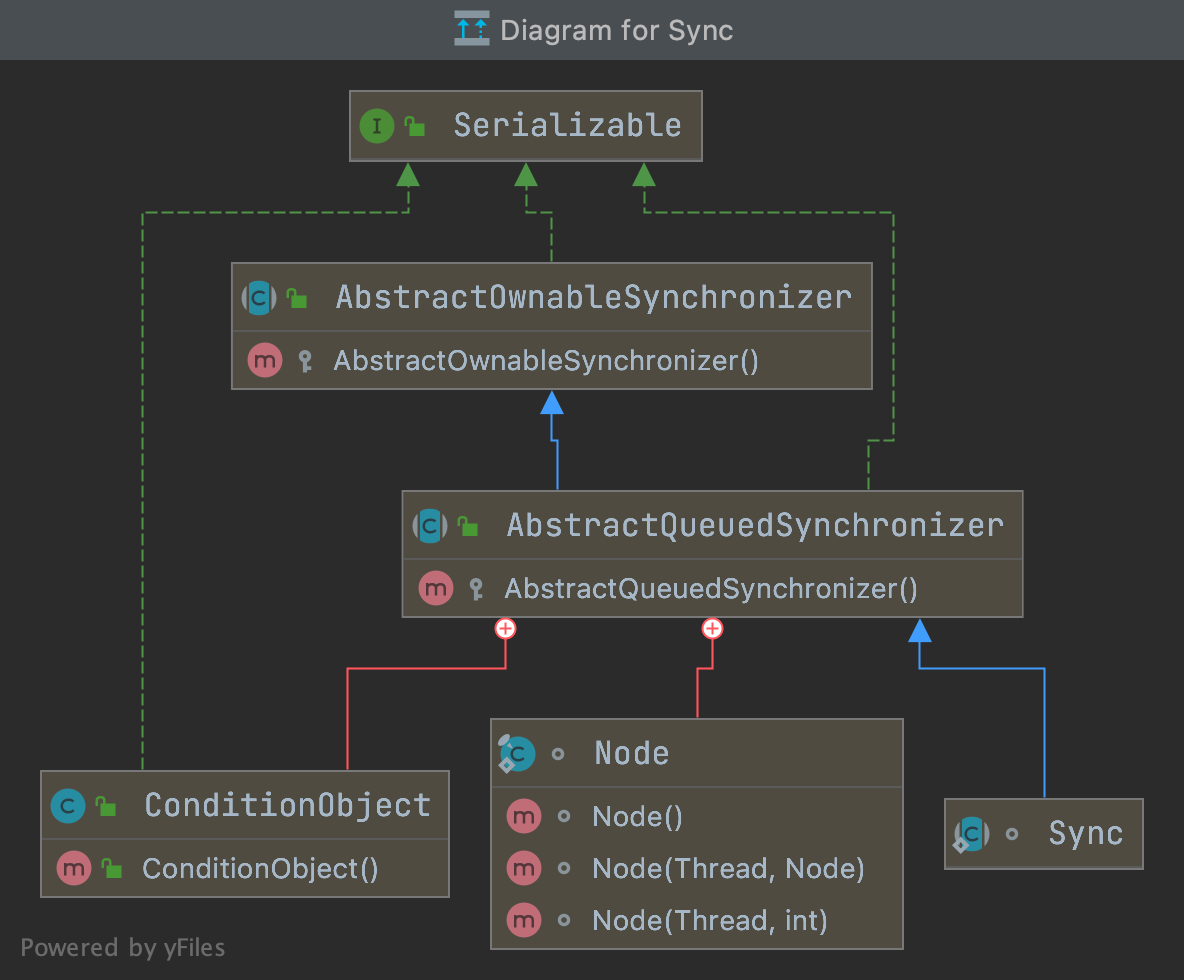 Diagram for Sync
I Serializable
C AbstractOwnableSynchronizer
m AbstractOwnableSynchronizer()
C AbstractQueuedSynchronizer
m AbstractQueuedSynchronizer()
C ConditionObject
m ConditionObject()
C Node
m Node()
m Node(Thread, Node)
m Node(Thread, int)
C Sync
Powered by yFiles